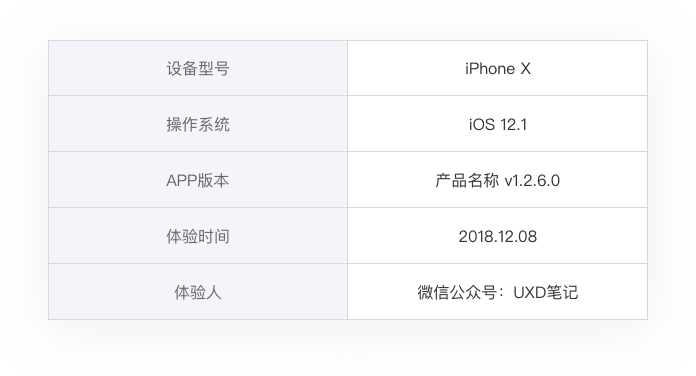 设备型号 iPhone X
操作系统 iOS 12.1
APP版本 产品名称 v1.2.6.0
体验时间 2018.12.08
体验人 微信公众号：UXD笔记